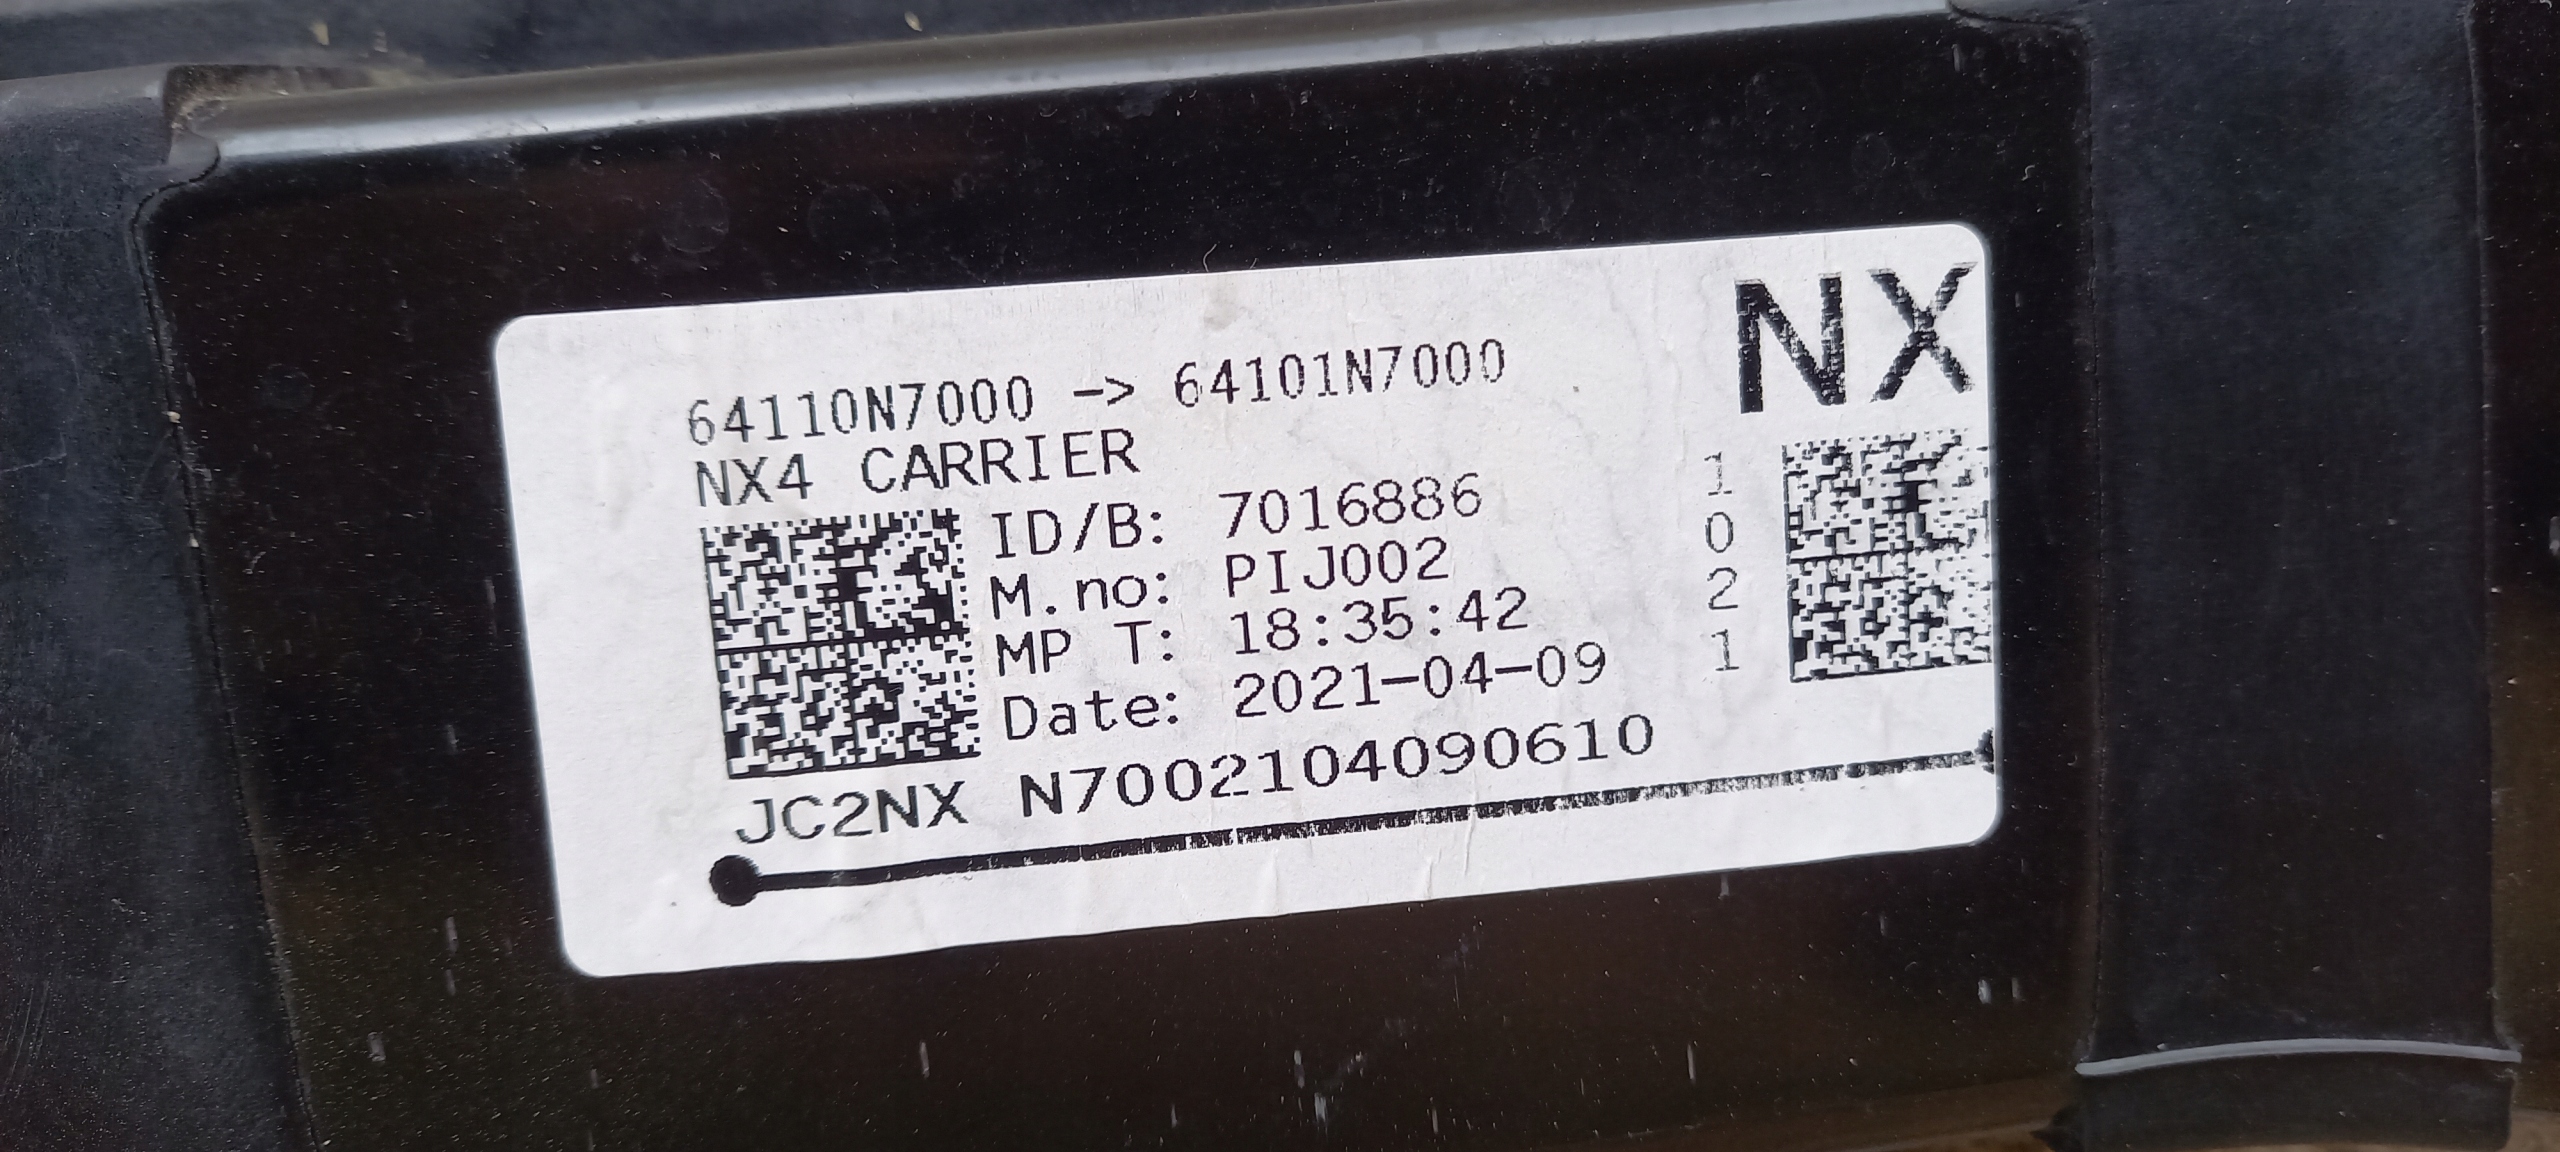 64110N7000 -> 64101N7000
NX
NX4 CARRIER
ID/B: 7016886
M.no: PIJ002
MP T: 18:35:42
Date: 2021-04-09
1
0
2
1
JC2NX N7002104090610